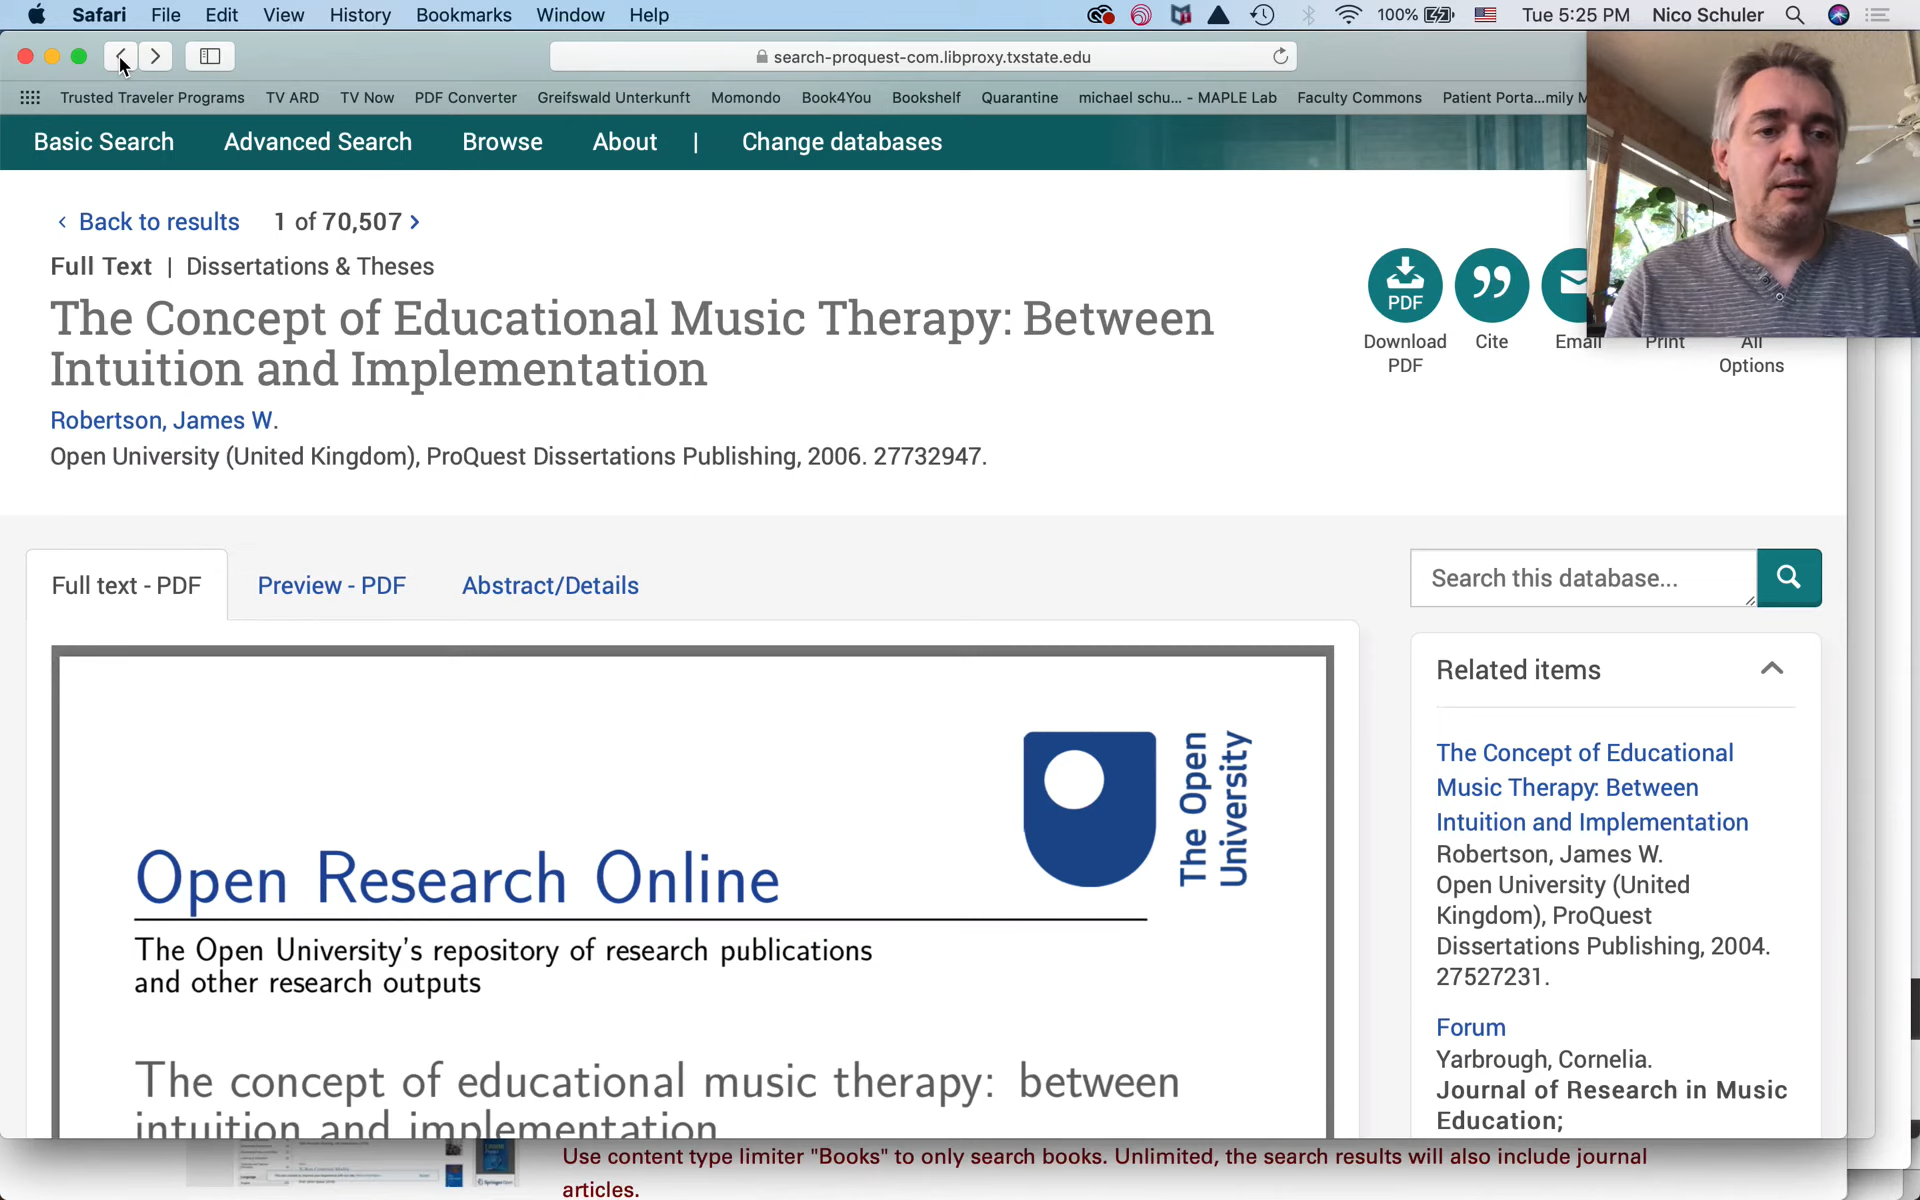 Safari File Edit View History Bookmarks Window Help 100% Tue 5:25 PM Nico Schuler
search-proquest-com.libproxy.txstate.edu
Trusted Traveler Programs TV ARD TV Now PDF Converter Greifswald Unterkunft Momondo Book4You Bookshelf Quarantine michael schu... - MAPLE Lab Faculty Commons Patient Porta...mily M
Basic Search Advanced Search Browse About | Change databases
Back to results 1 of 70,507
Full Text | Dissertations & Theses
The Concept of Educational Music Therapy: Between
Intuition and Implementation
Robertson, James W.
Open University (United Kingdom), ProQuest Dissertations Publishing, 2006. 27732947.
PDF
Download
PDF
Cite
Email
Print
All
Options
Full text - PDF Preview - PDF Abstract/Details
Search this database...
The Open
University
Open Research Online
The Open University's repository of research publications
and other research outputs
The concept of educational music therapy: between
intuition and implementation
Related items
The Concept of Educational
Music Therapy: Between
Intuition and Implementation
Robertson, James W.
Open University (United
Kingdom), ProQuest
Dissertations Publishing, 2004.
27527231.
Forum
Yarbrough, Cornelia.
Journal of Research in Music
Education;
Use content type limiter "Books" to only search books. Unlimited, the search results will also include journal
articles.